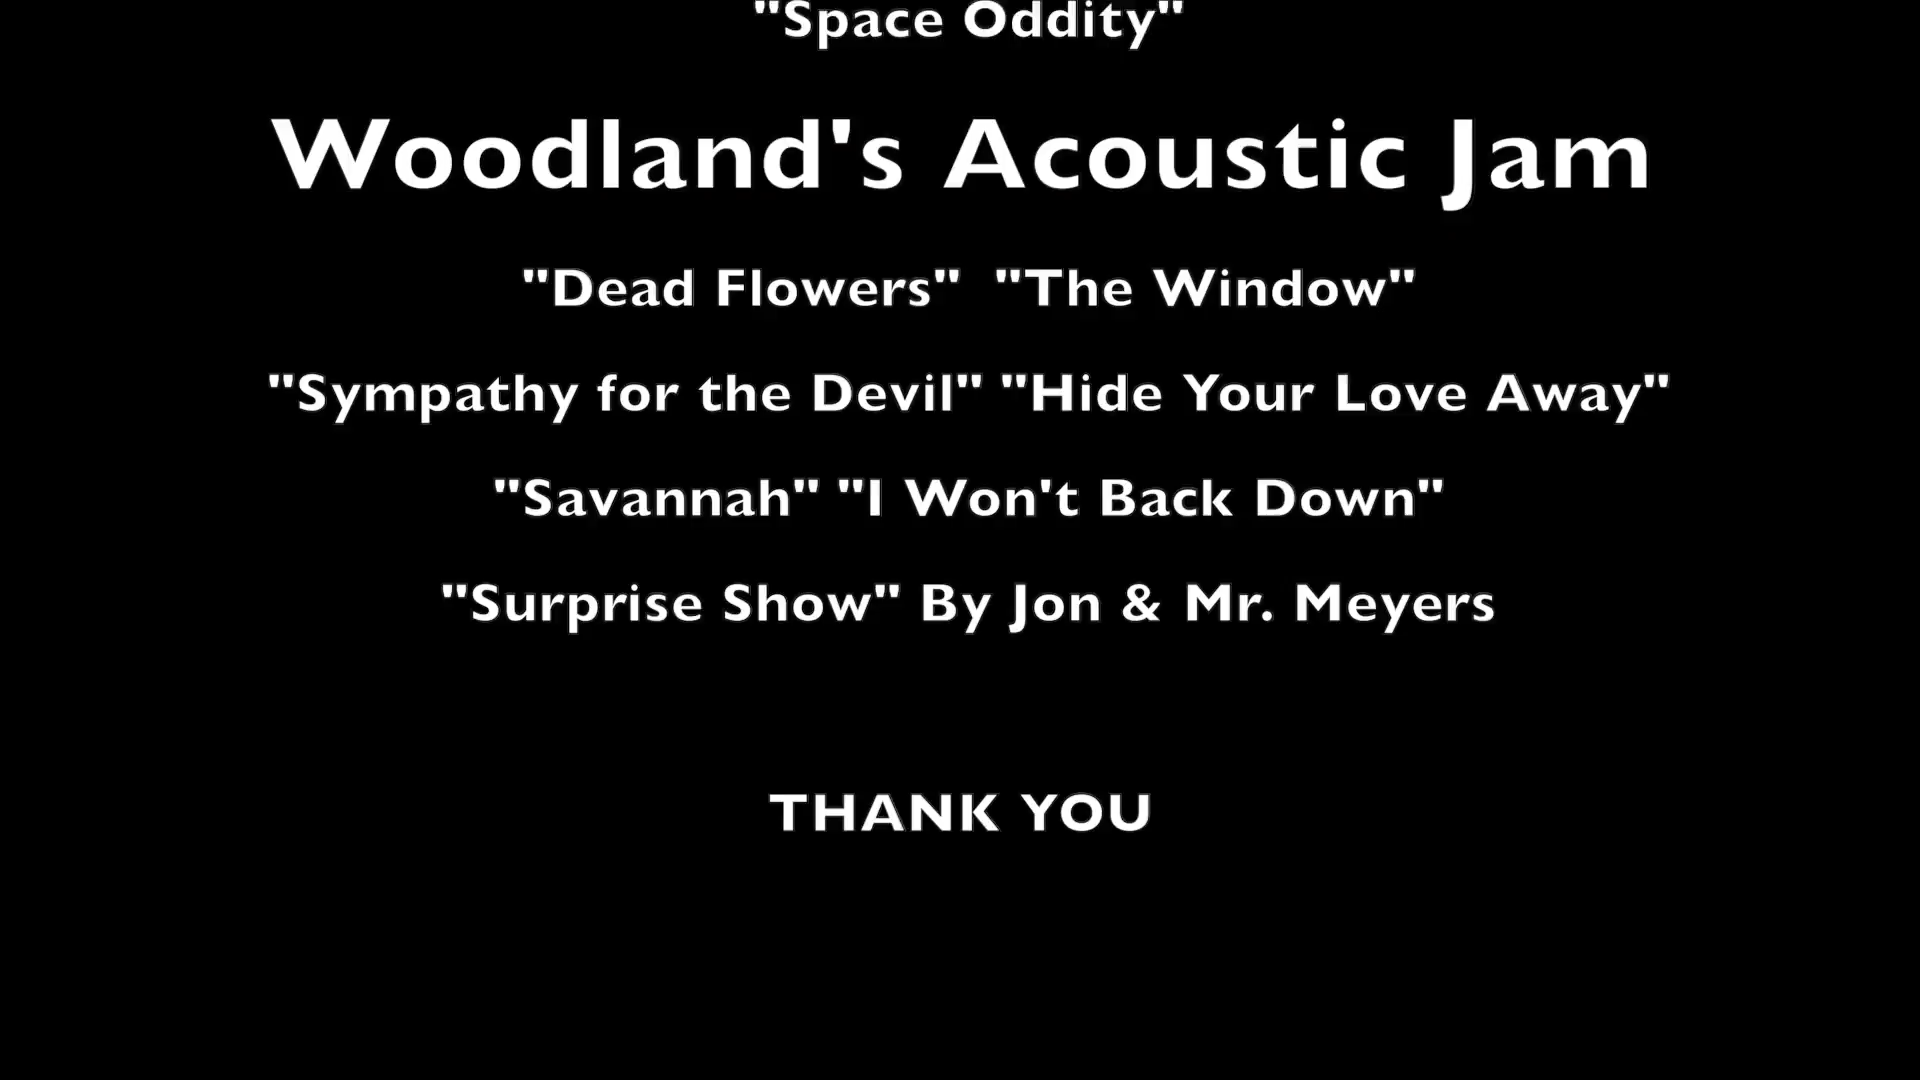 "Space Oddity"
Woodland's Acoustic Jam
"Dead Flowers"  "The Window"
"Sympathy for the Devil" "Hide Your Love Away"
"Savannah" "I Won't Back Down"
"Surprise Show" By Jon & Mr. Meyers
THANK YOU